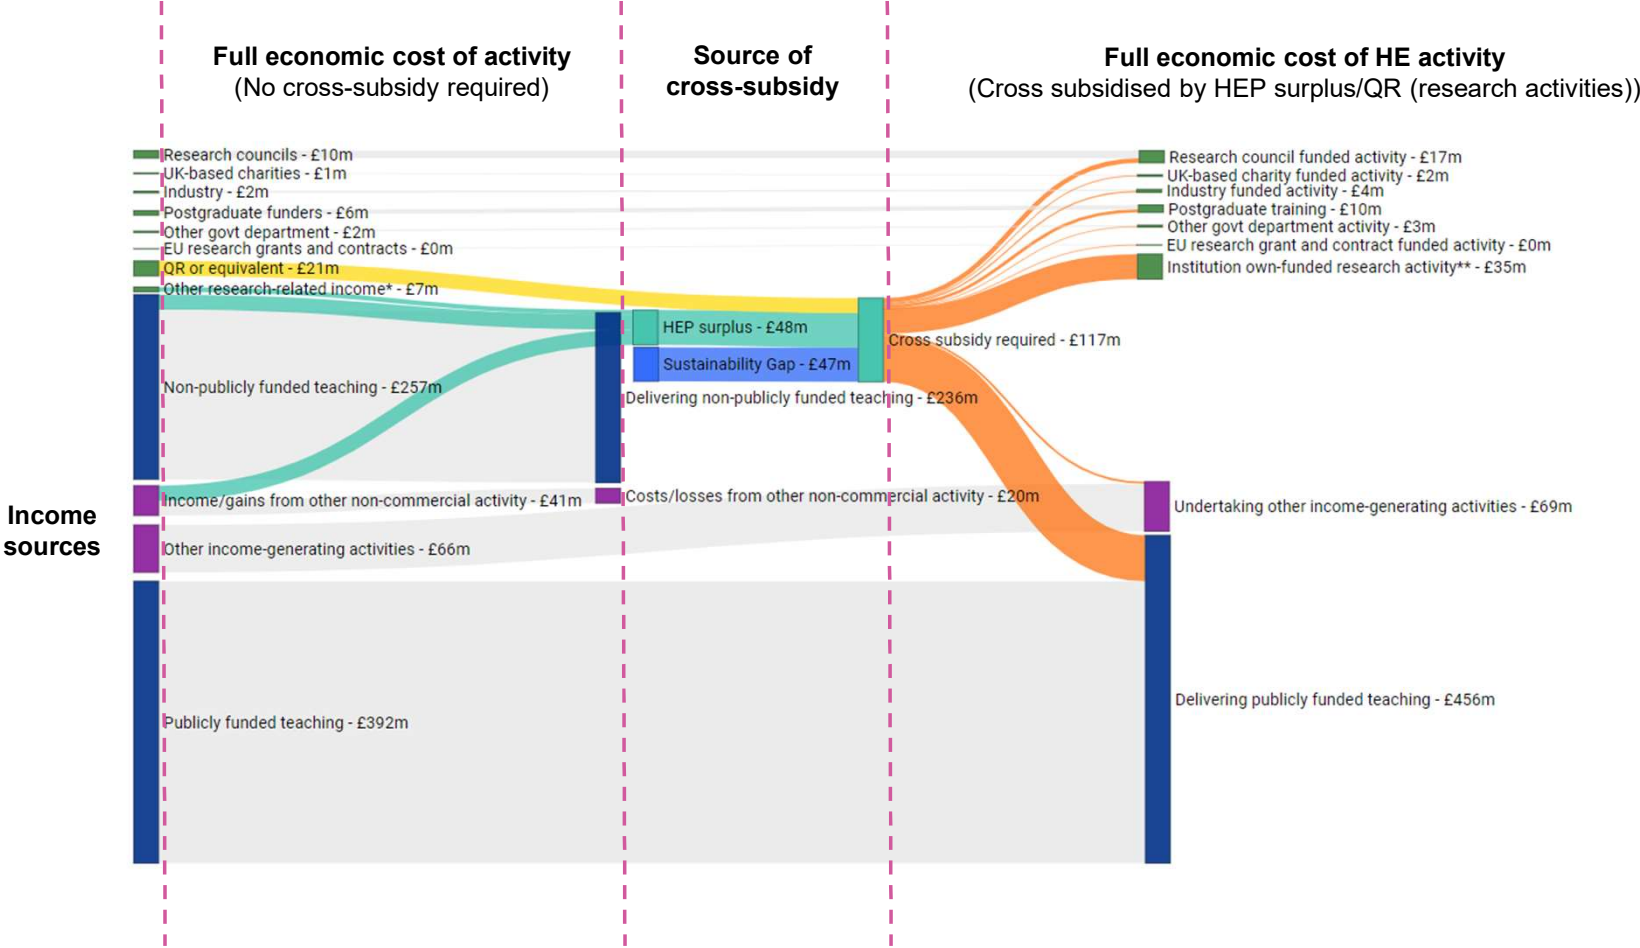 Full economic cost of activity
(No cross-subsidy required)
Source of
cross-subsidy
Full economic cost of HE activity
(Cross subsidised by HEP surplus/QR (research activities))
Income
sources
Research councils - £10m
UK-based charities - £1m
Industry - £2m
Postgraduate funders - £6m
Other govt department - £2m
EU research grants and contracts - £0m
QR or equivalent - £21m
Other research-related income* - £7m
Non-publicly funded teaching - £257m
Income/gains from other non-commercial activity - £41m
Other income-generating activities - £66m
Publicly funded teaching - £392m
HEP surplus - £48m
Sustainability Gap - £47m
Delivering non-publicly funded teaching - £236m
Costs/losses from other non-commercial activity - £20m
Cross subsidy required - £117m
Research council funded activity - £17m
UK-based charity funded activity - £2m
Industry funded activity - £4m
Postgraduate training - £10m
Other govt department activity - £3m
EU research grant and contract funded activity - £0m
Institution own-funded research activity** - £35m
Undertaking other income-generating activities - £69m
Delivering publicly funded teaching - £456m